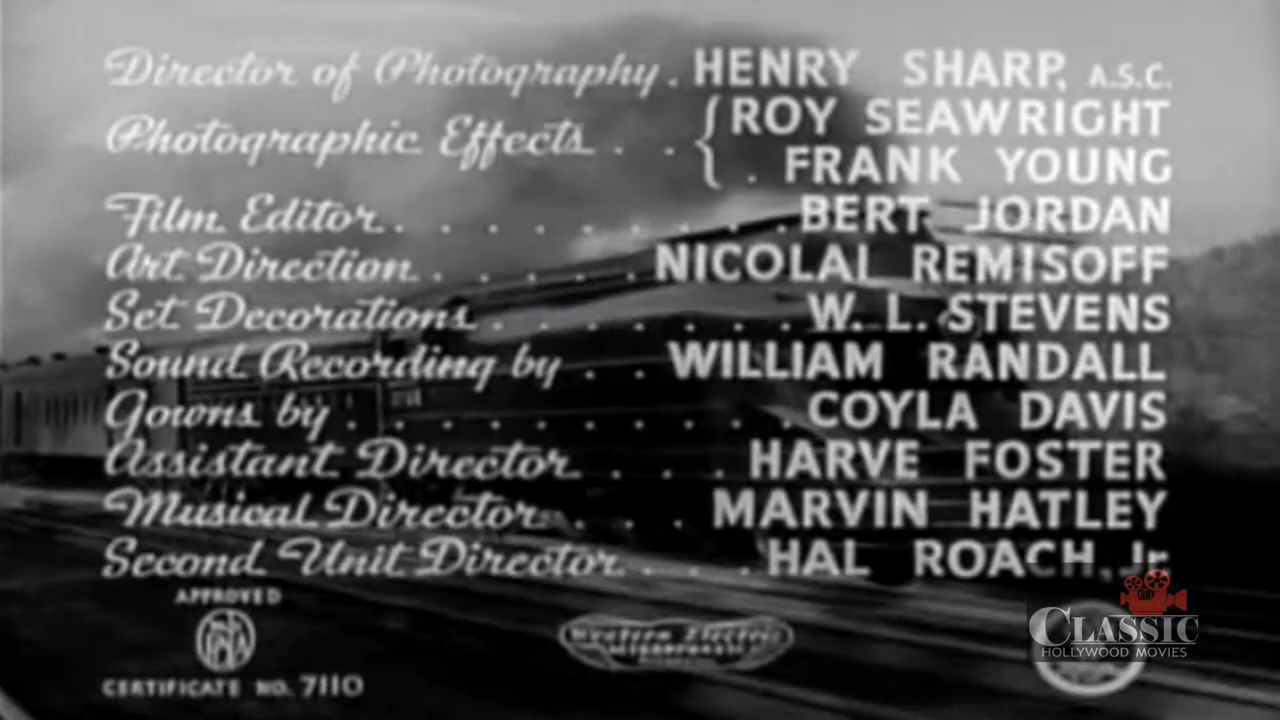 Director of Photography. HENRY SHARP, A.S.C.
Photographic Effects . . { ROY SEAWRIGHT
. FRANK YOUNG
Film Editor. . . . . . . . . . BERT JORDAN
Art Direction. . . . . . NICOLAI REMISOFF
Set Decorations. . . . . . . . W. L. STEVENS
Sound Recording by . . WILLIAM RANDALL
Gowns by . . . . . . . . . . . . COYLA DAVIS
Assistant Director. . . . HARVE FOSTER
Musical Director. . . . MARVIN HATLEY
Second Unit Director. . . . HAL ROACH, Jr.
APPROVED
CERTIFICATE NO. 7110
Western Electric
CLASSIC
HOLLYWOOD MOVIES